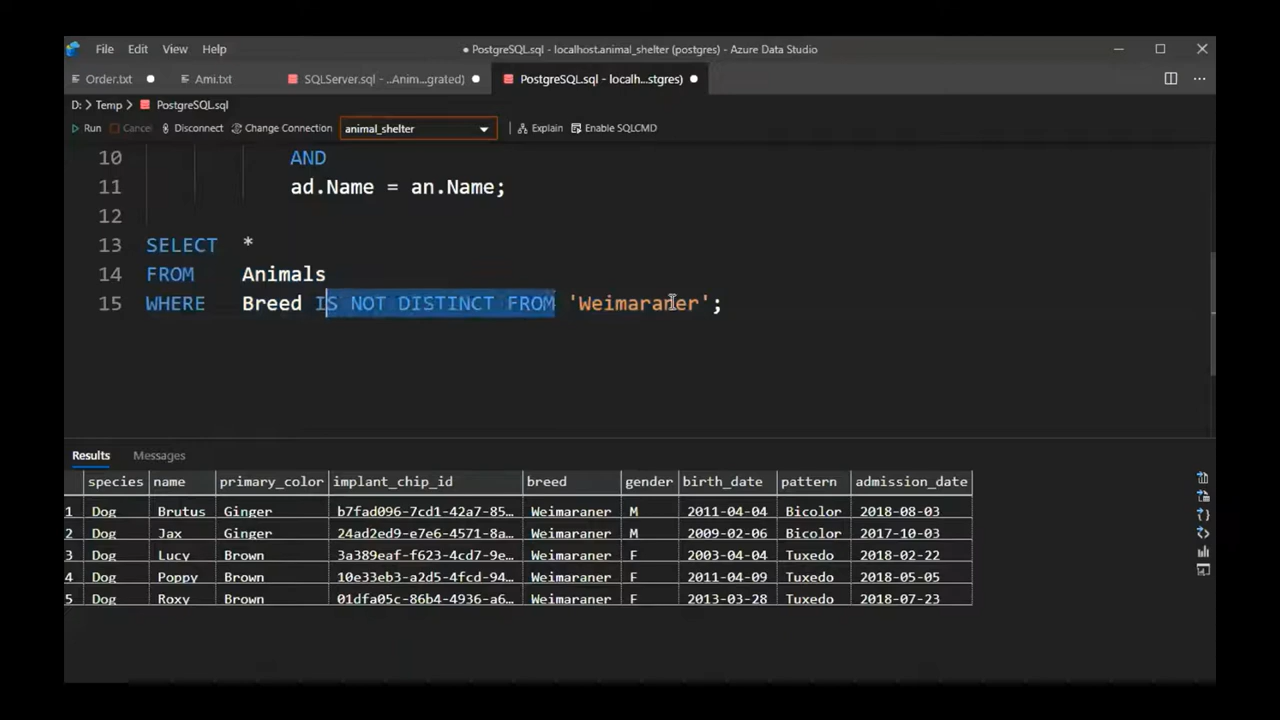 File Edit View Help
● PostgreSQL.sql - localhost.animal_shelter (postgres) - Azure Data Studio
Order.txt ● Ami.txt SQLServer.sql - ..Anim...grated) ● PostgreSQL.sql - localh...stgres) ●
D: > Temp > PostgreSQL.sql
Run Cancel Disconnect Change Connection animal_shelter Explain Enable SQLCMD
10 AND
11 ad.Name = an.Name;
12
13 SELECT *
14 FROM Animals
15 WHERE Breed IS NOT DISTINCT FROM 'Weimaraner';
Results Messages
species name primary_color implant_chip_id breed gender birth_date pattern admission_date
1 Dog Brutus Ginger b7fad096-7cd1-42a7-85... Weimaraner M 2011-04-04 Bicolor 2018-08-03
2 Dog Jax Ginger 24ad2ed9-e7e6-4571-8a... Weimaraner M 2009-02-06 Bicolor 2017-10-03
3 Dog Lucy Brown 3a389eaf-f623-4cd7-9e... Weimaraner F 2003-04-04 Tuxedo 2018-02-22
4 Dog Poppy Brown 10e33eb3-a2d5-4fcd-94... Weimaraner F 2011-04-09 Tuxedo 2018-05-05
5 Dog Roxy Brown 01dfa05c-86b4-4936-a6... Weimaraner F 2013-03-28 Tuxedo 2018-07-23